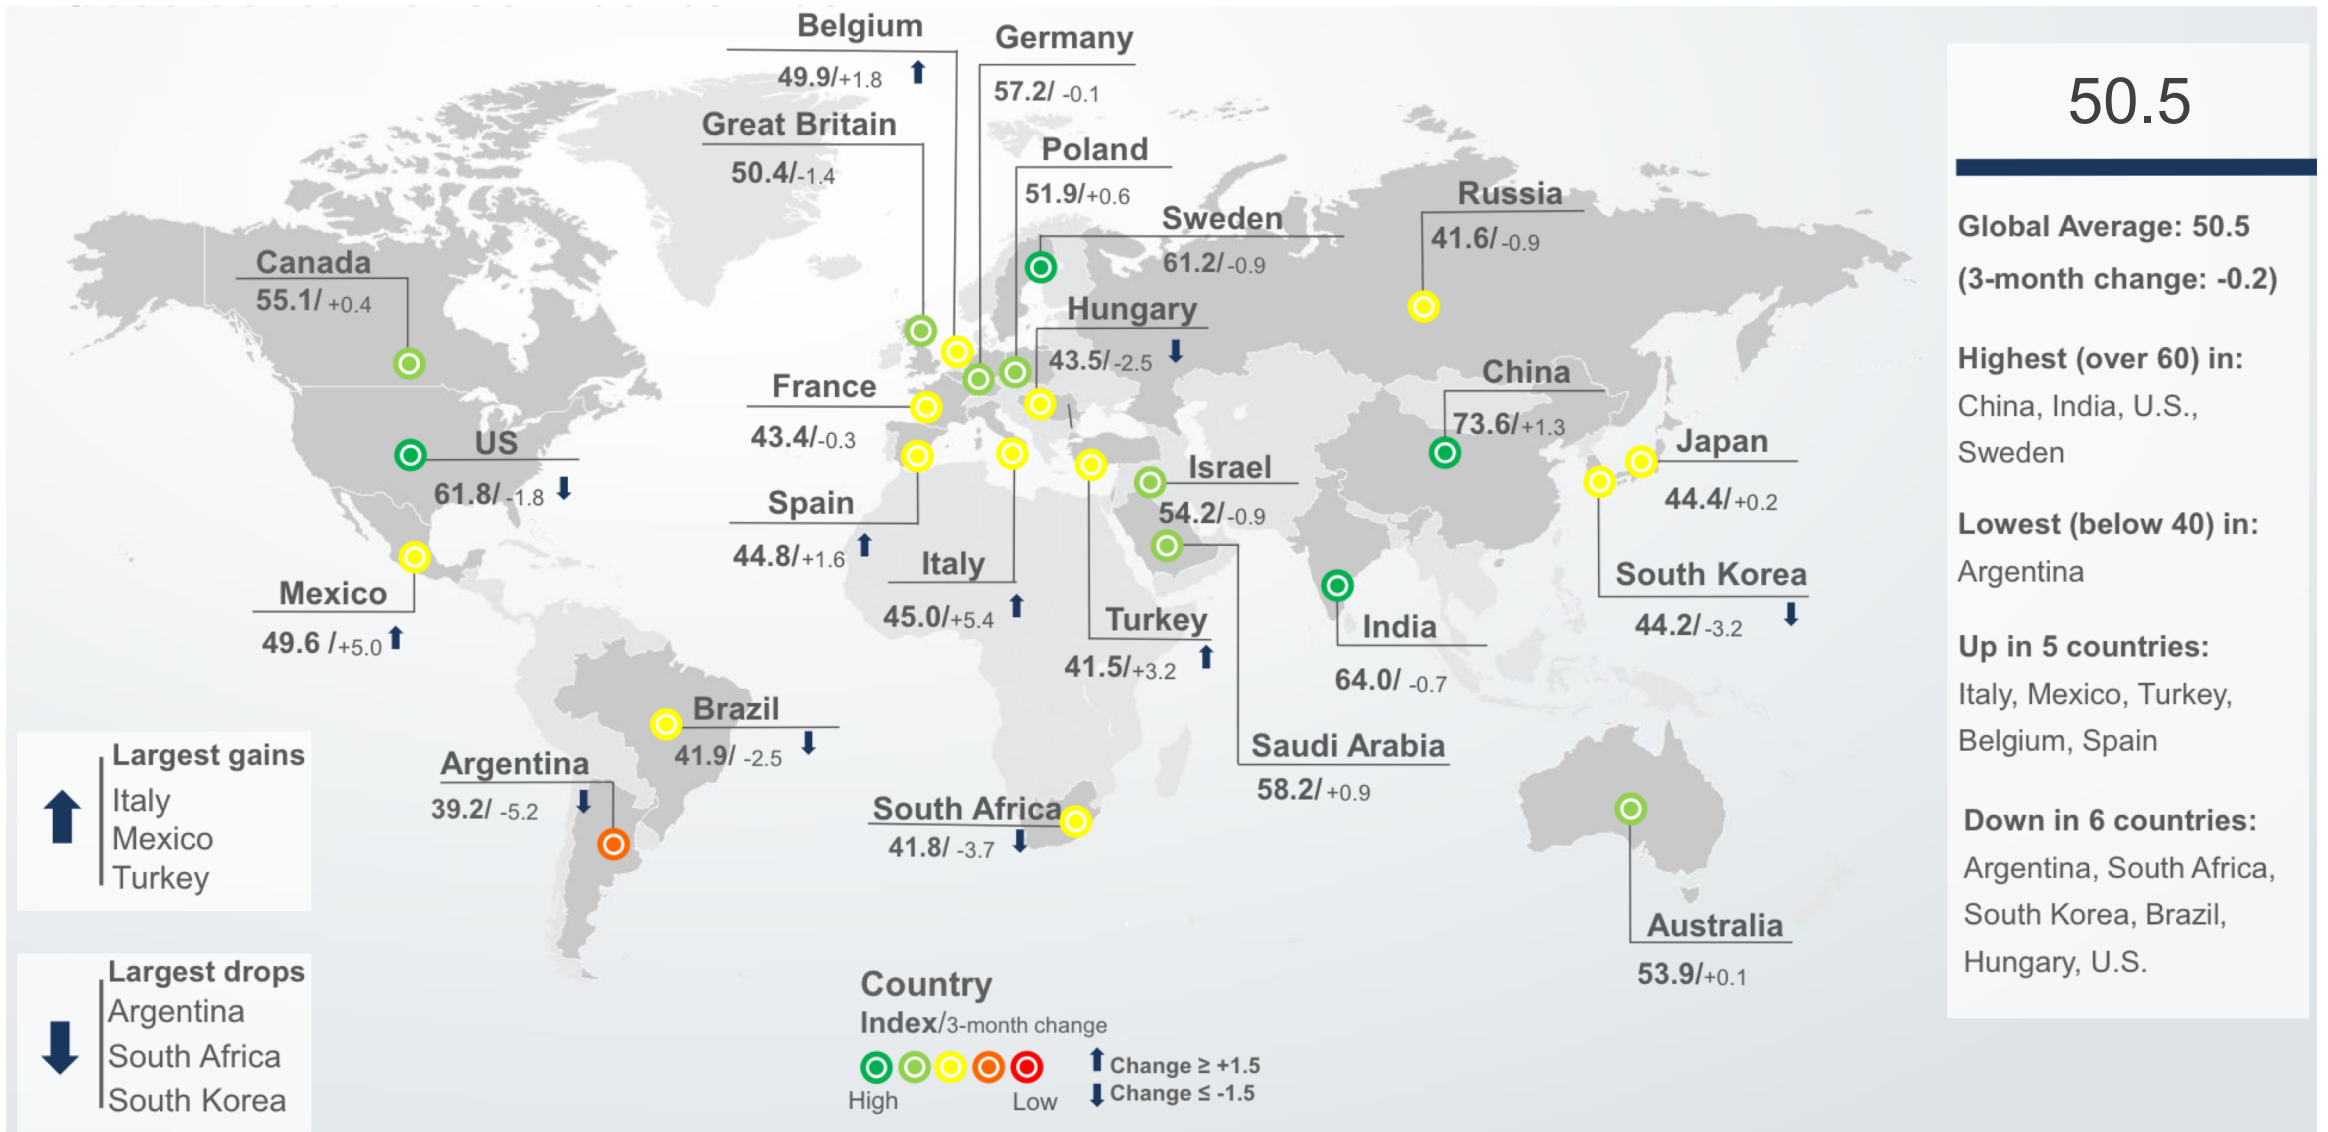 Belgium
49.9/+1.8
Germany
57.2/ -0.1
Great Britain
50.4/-1.4
Poland
51.9/+0.6
Sweden
61.2/-0.9
Russia
41.6/-0.9
Canada
55.1/ +0.4
Hungary
43.5/-2.5
France
43.4/-0.3
China
73.6/+1.3
US
61.8/ -1.8
Japan
44.4/+0.2
Israel
54.2/-0.9
Spain
44.8/+1.6
Italy
45.0/+5.4
Mexico
49.6 /+5.0
Turkey
41.5/+3.2
India
64.0/ -0.7
South Korea
44.2/ -3.2
Brazil
41.9/ -2.5
Argentina
39.2/ -5.2
Saudi Arabia
58.2/ +0.9
South Africa
41.8/ -3.7
Australia
53.9/+0.1
Largest gains
Italy
Mexico
Turkey
Largest drops
Argentina
South Africa
South Korea
Country
Index/3-month change
High
Low
Change ≥ +1.5
Change ≤ -1.5
50.5
Global Average: 50.5
(3-month change: -0.2)
Highest (over 60) in:
China, India, U.S.,
Sweden
Lowest (below 40) in:
Argentina
Up in 5 countries:
Italy, Mexico, Turkey,
Belgium, Spain
Down in 6 countries:
Argentina, South Africa,
South Korea, Brazil,
Hungary, U.S.